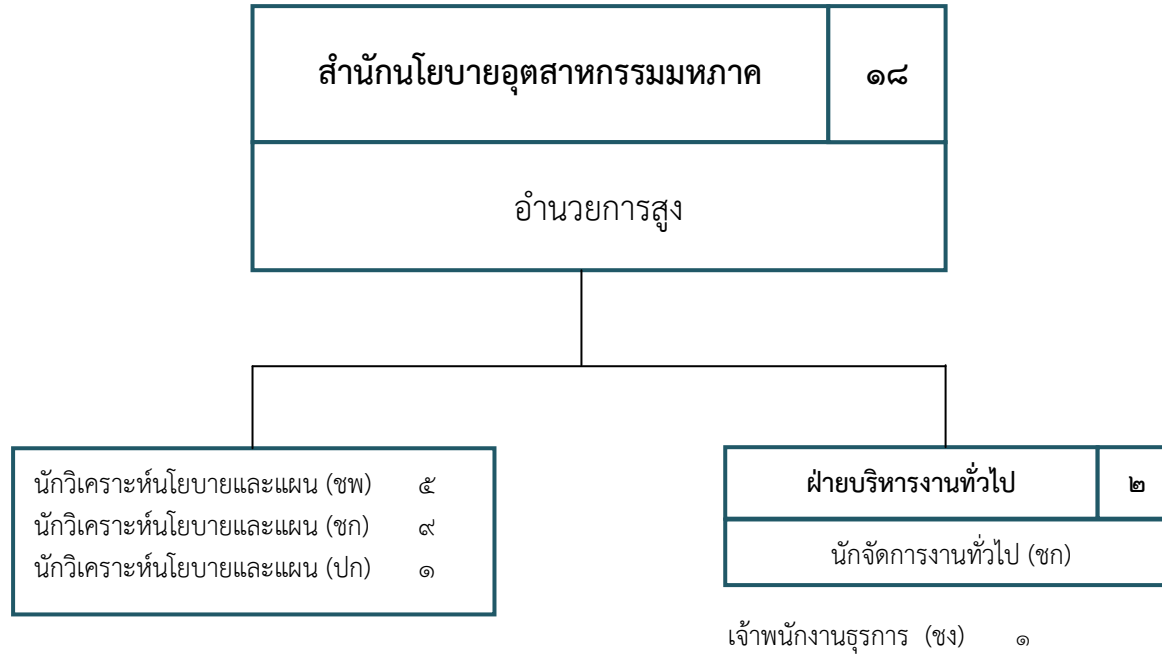 สำนักนโยบายอุตสาหกรรมมหภาค ๑๘
อำนวยการสูง
นักวิเคราะห์นโยบายและแผน (ชพ) ๕
นักวิเคราะห์นโยบายและแผน (ชก) ๙
นักวิเคราะห์นโยบายและแผน (ปก) ๑
ฝ่ายบริหารงานทั่วไป ๒
นักจัดการงานทั่วไป (ชก)
เจ้าพนักงานธุรการ (ชง) ๑